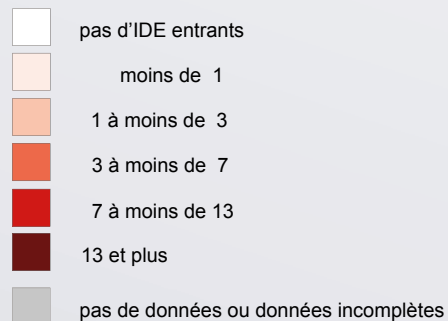 pas d’IDE entrants
moins de 1
1 à moins de 3
3 à moins de 7
7 à moins de 13
13 et plus
pas de données ou données incomplètes